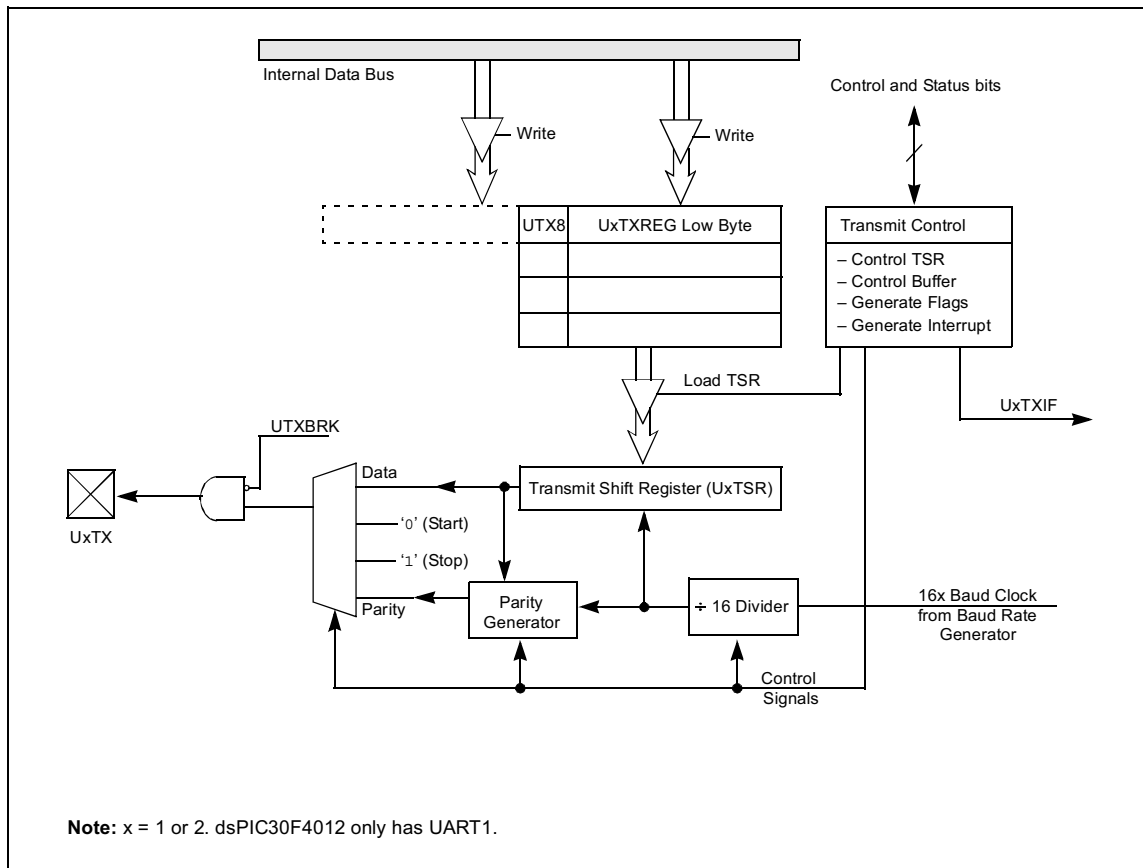 Internal Data Bus
Control and Status bits
Write
Write
UTX8
UxTXREG Low Byte
Transmit Control
– Control TSR
– Control Buffer
– Generate Flags
– Generate Interrupt
Load TSR
UxTXIF
UTXBRK
Data
Transmit Shift Register (UxTSR)
UxTX
‘0’ (Start)
‘1’ (Stop)
Parity
Parity
Generator
÷ 16 Divider
16x Baud Clock
from Baud Rate
Generator
Control
Signals
Note: x = 1 or 2. dsPIC30F4012 only has UART1.